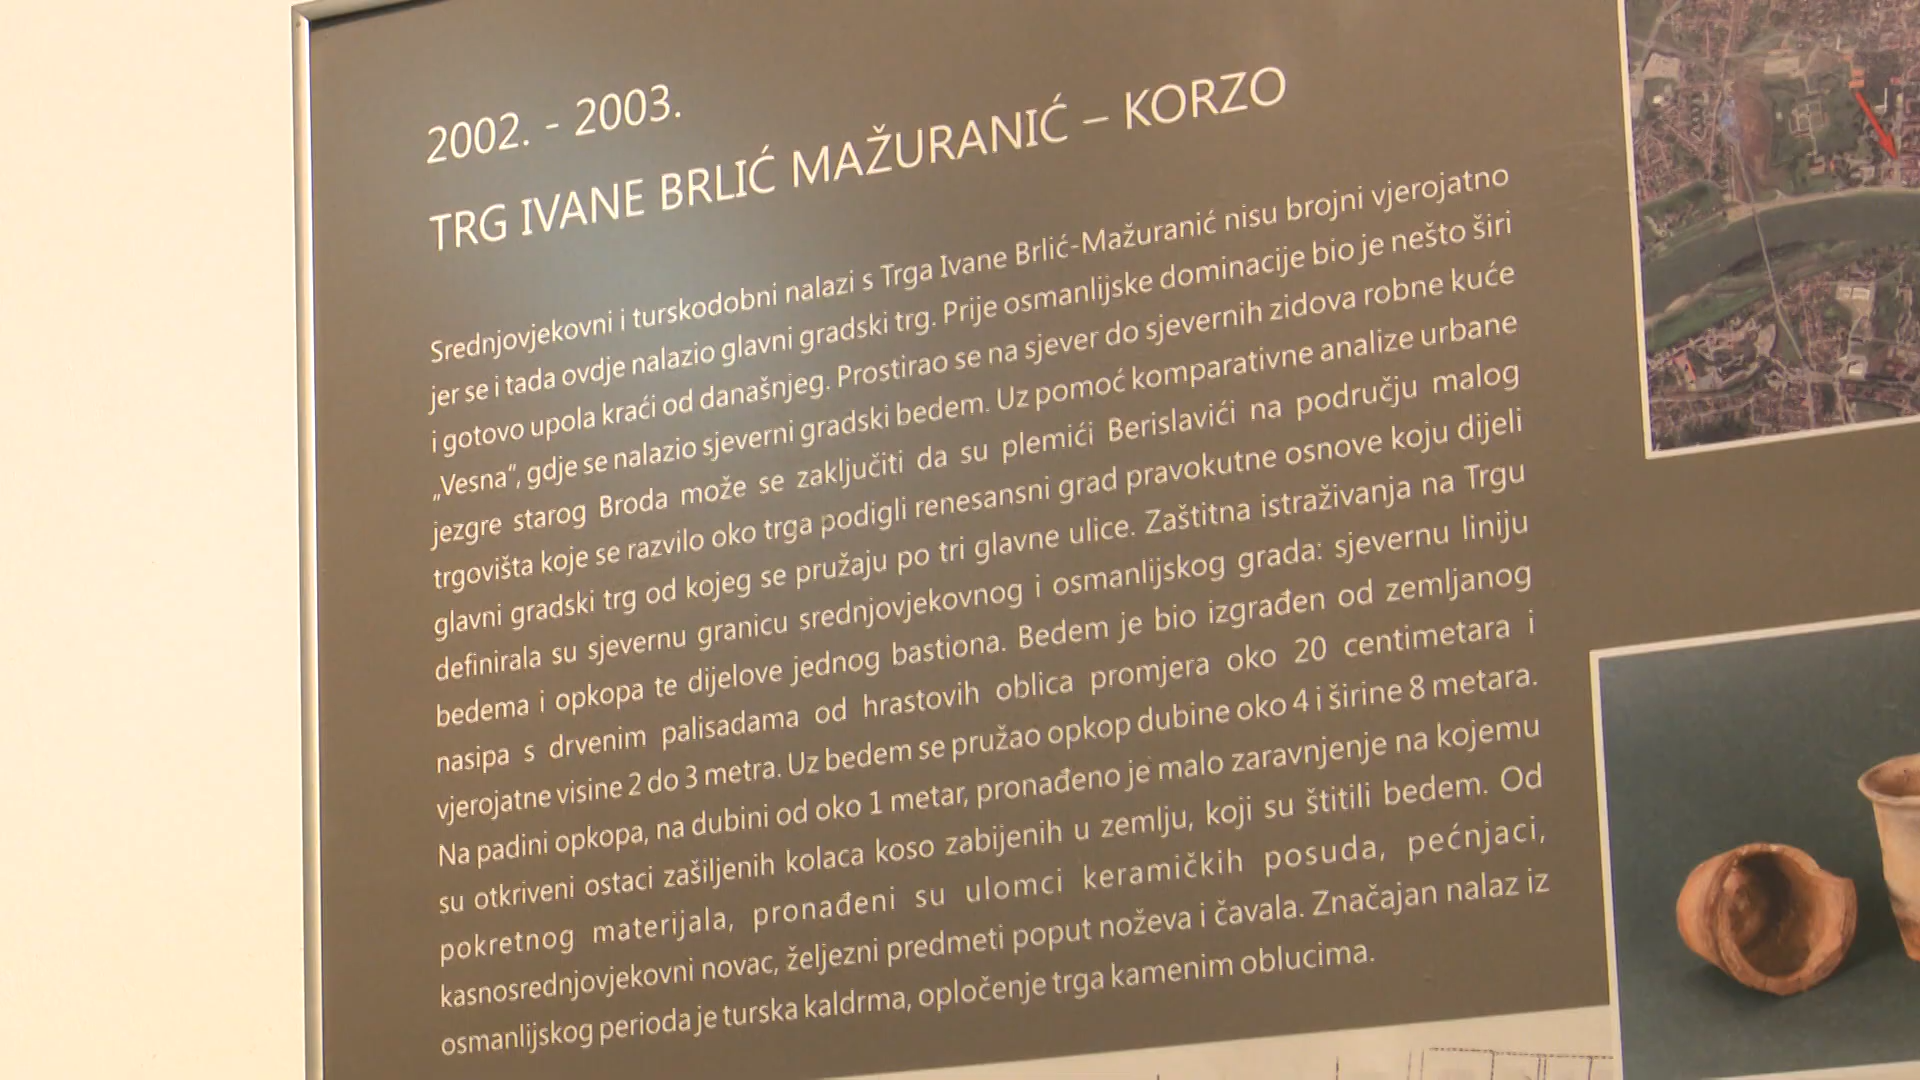 2002. - 2003.
TRG IVANE BRLIĆ MAŽURANIĆ – KORZO
Srednjovjekovni i turskodobni nalazi s Trga Ivane Brlić-Mažuranić nisu brojni vjerojatno
jer se i tada ovdje nalazio glavni gradski trg. Prije osmanlijske dominacije bio je nešto širi
i gotovo upola kraći od današnjeg. Prostirao se na sjever do sjevernih zidova robne kuće
„Vesna“, gdje se nalazio sjeverni gradski bedem. Uz pomoć komparativne analize urbane
jezgre starog Broda može se zaključiti da su plemići Berislavići na području malog
trgovišta koje se razvilo oko trga podigli renesansni grad pravokutne osnove koju dijeli
glavni gradski trg od kojeg se pružaju po tri glavne ulice. Zaštitna istraživanja na Trgu
definirala su sjevernu granicu srednjovjekovnog i osmanlijskog grada: sjevernu liniju
bedema i opkopa te dijelove jednog bastiona. Bedem je bio izgrađen od zemljanog
nasipa s drvenim palisadama od hrastovih oblica promjera oko 20 centimetara i
vjerojatne visine 2 do 3 metra. Uz bedem se pružao opkop dubine oko 4 i širine 8 metara.
Na padini opkopa, na dubini od oko 1 metar, pronađeno je malo zaravnjenje na kojemu
su otkriveni ostaci zašiljenih kolaca koso zabijenih u zemlju, koji su štitili bedem. Od
pokretnog materijala, pronađeni su ulomci keramičkih posuda, pećnjaci,
kasnosrednjovjekovni novac, željezni predmeti poput noževa i čavala. Značajan nalaz iz
osmanlijskog perioda je turska kaldrma, opločenje trga kamenim oblucima.